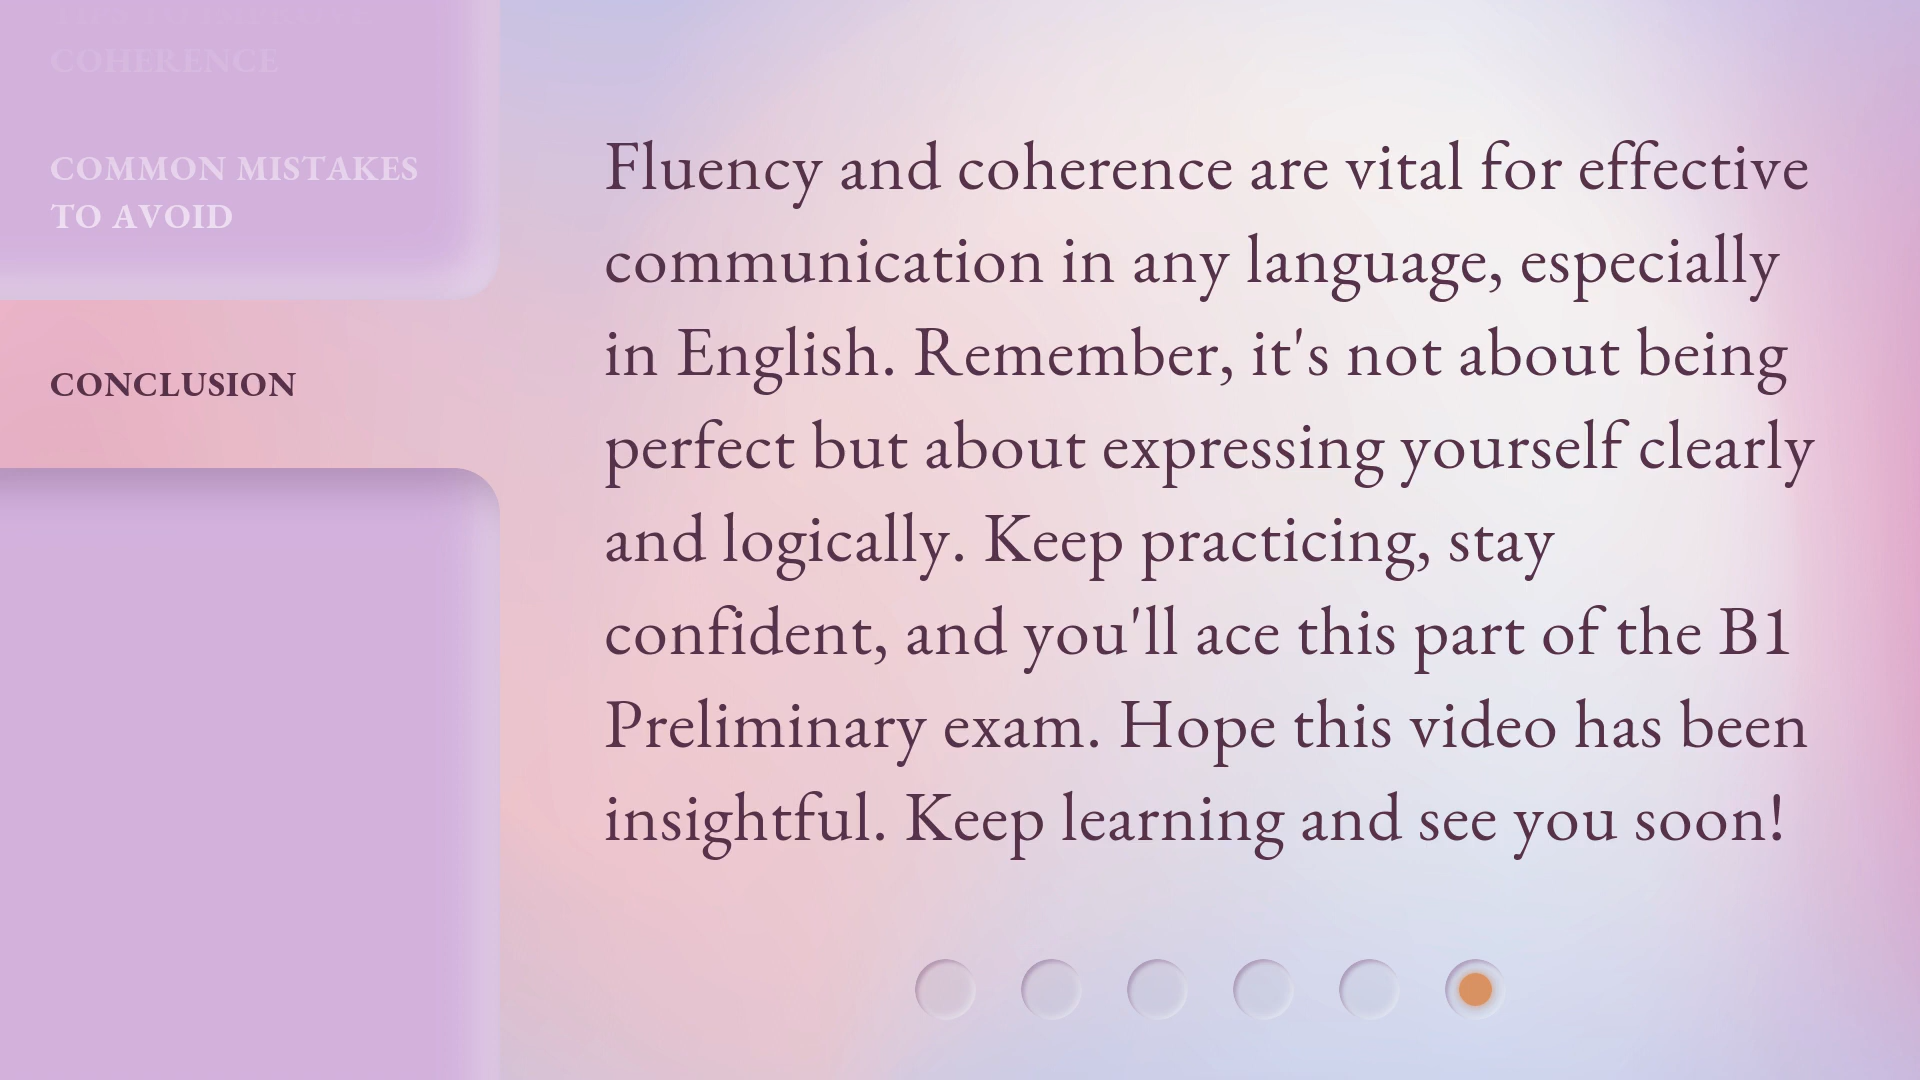 TIPS TO IMPROVE
COHERENCE
COMMON MISTAKES
TO AVOID
CONCLUSION
Fluency and coherence are vital for effective
communication in any language, especially
in English. Remember, it's not about being
perfect but about expressing yourself clearly
and logically. Keep practicing, stay
confident, and you'll ace this part of the B1
Preliminary exam. Hope this video has been
insightful. Keep learning and see you soon!